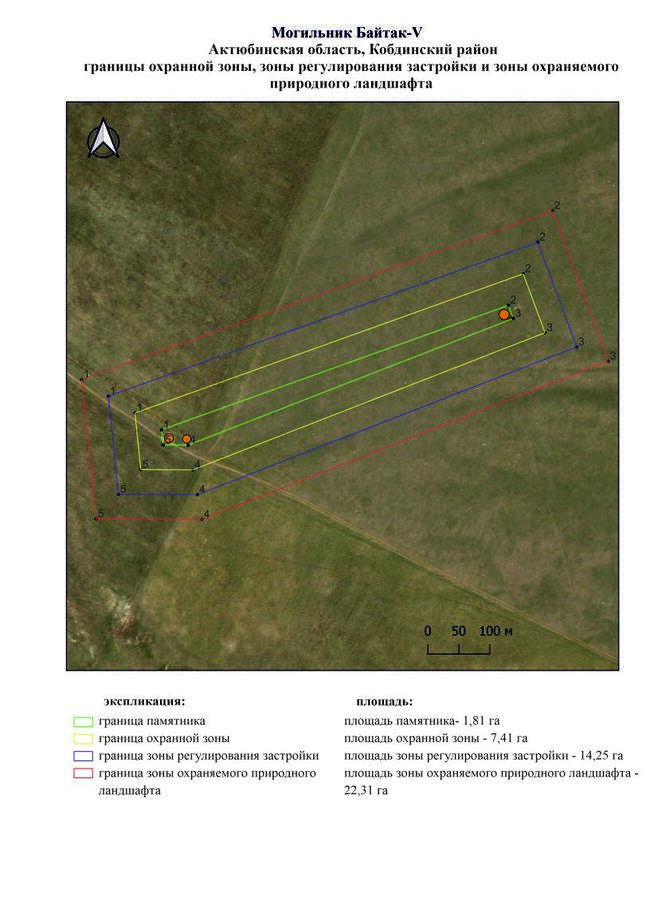 Могильник Байтак-V
Актюбинская область, Кобдинский район
границы охранной зоны, зоны регулирования застройки и зоны охраняемого
природного ландшафта
2
2
2
2
3
3
3
3
1
1
1
1
5
4
5
4
5
4
5
4
0 50 100 м
экспликация:
площадь:
граница памятника
площадь памятника- 1,81 га
граница охранной зоны
площадь охранной зоны - 7,41 га
граница зоны регулирования застройки
площадь зоны регулирования застройки - 14,25 га
граница зоны охраняемого природного
площадь зоны охраняемого природного ландшафта -
ландшафта
22,31 га